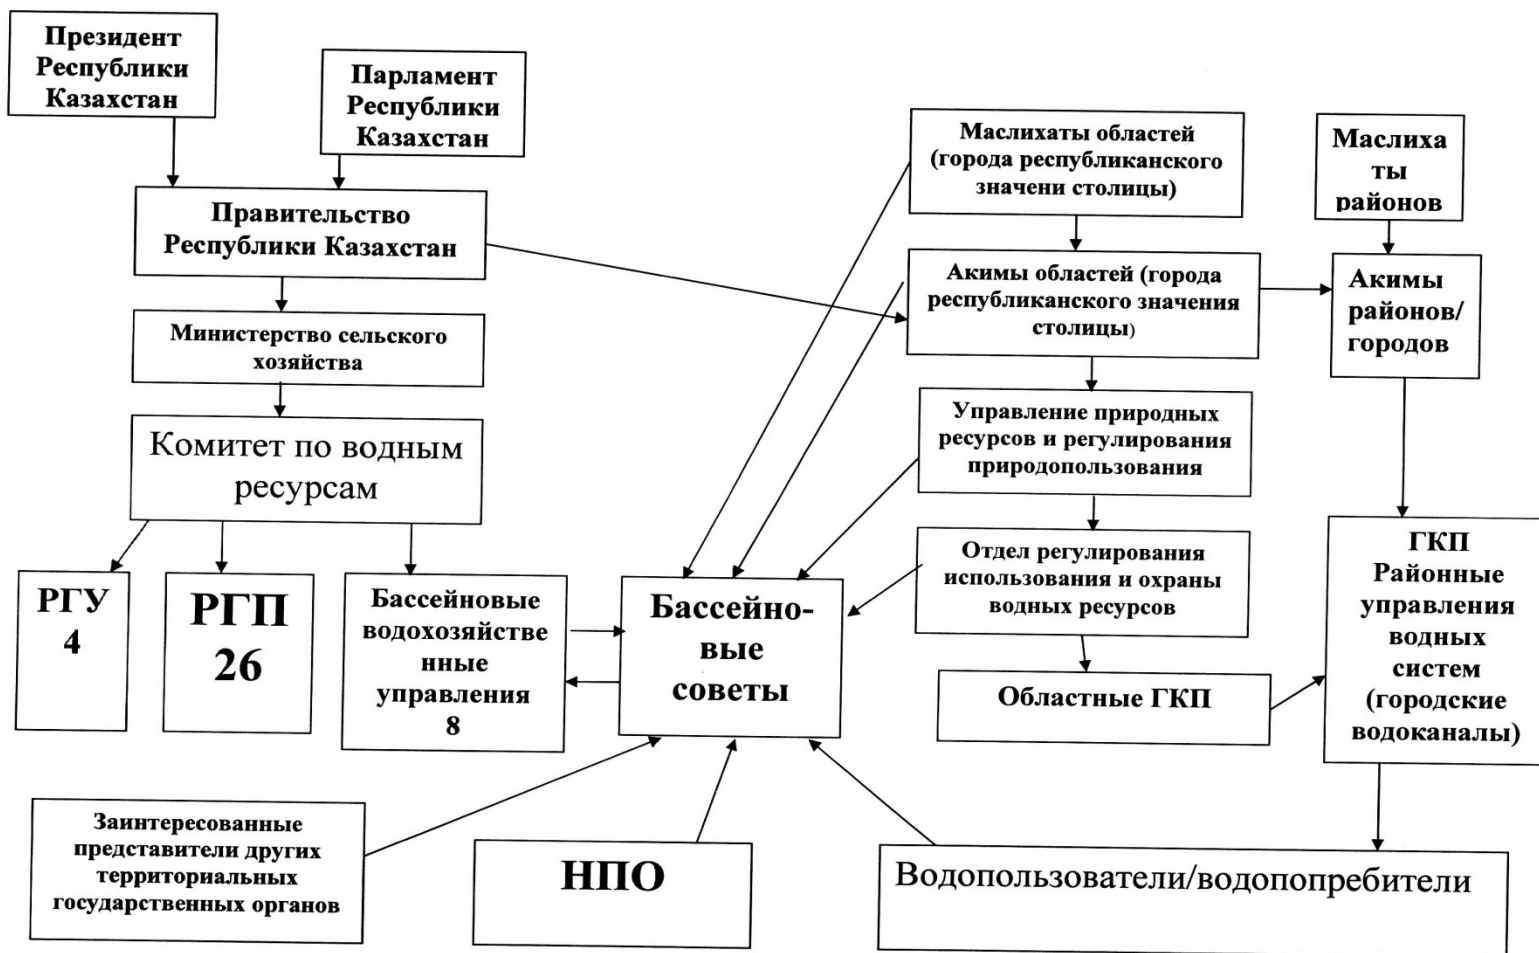 Президент
Республики
Казахстан
Парламент
Республики
Казахстан
Маслихаты областей
(города республиканского
значени столицы)
Маслиха
ты
районов
Правительство
Республики Казахстан
Акимы областей (города
республиканского значения
столицы)
Акимы
районов/
городов
Министерство сельского
хозяйства
Комитет по водным
ресурсам
Управление природных
ресурсов и регулирования
природопользования
РГУ
4
РГП
26
Бассейновые
водохозяйстве
нные
управления
8
Бассейно-
вые
советы
Отдел регулирования
использования и охраны
водных ресурсов
ГКП
Районные
управления
водных
систем
(городские
водоканалы)
Областные ГКП
Заинтересованные
представители других
территориальных
государственных органов
НПО
Водопользователи/водопопребители